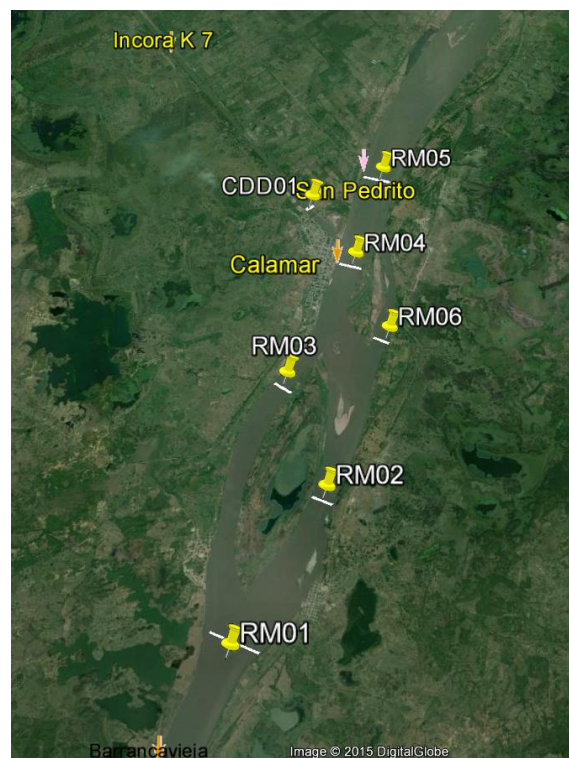 Incora K 7
RM05
CDD01
San Pedrito
RM04
Calamar
RM06
RM03
RM02
RM01
Barrancavieja
Image © 2015 DigitalGlobe